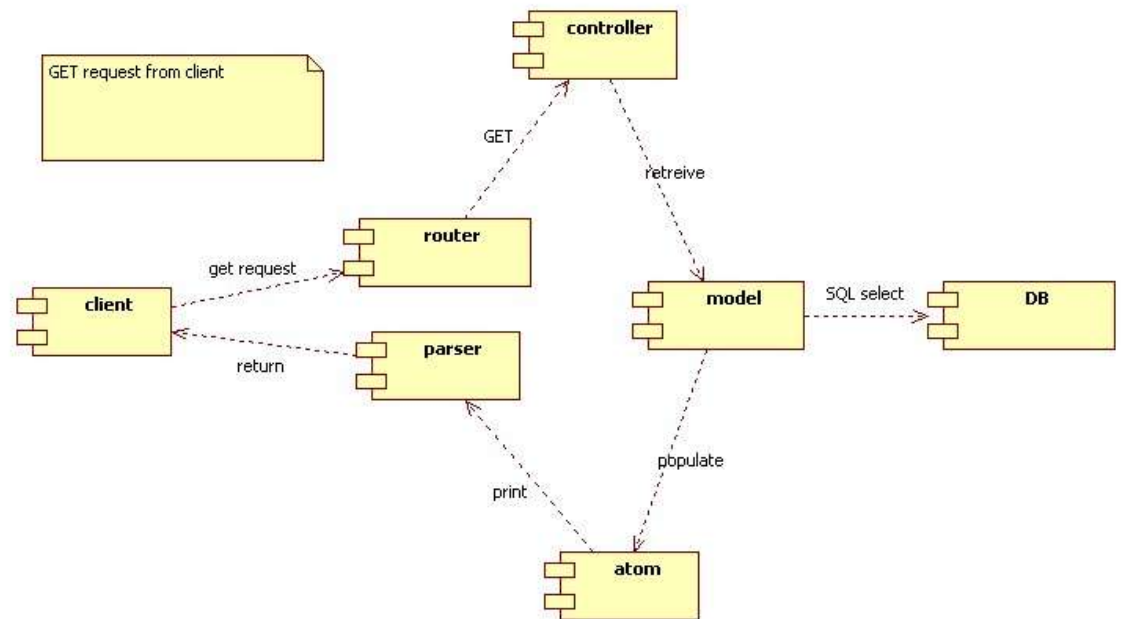 controller
GET request from client
GET
retreive
router
get request
client
model
SQL select
DB
parser
return
populate
print
atom